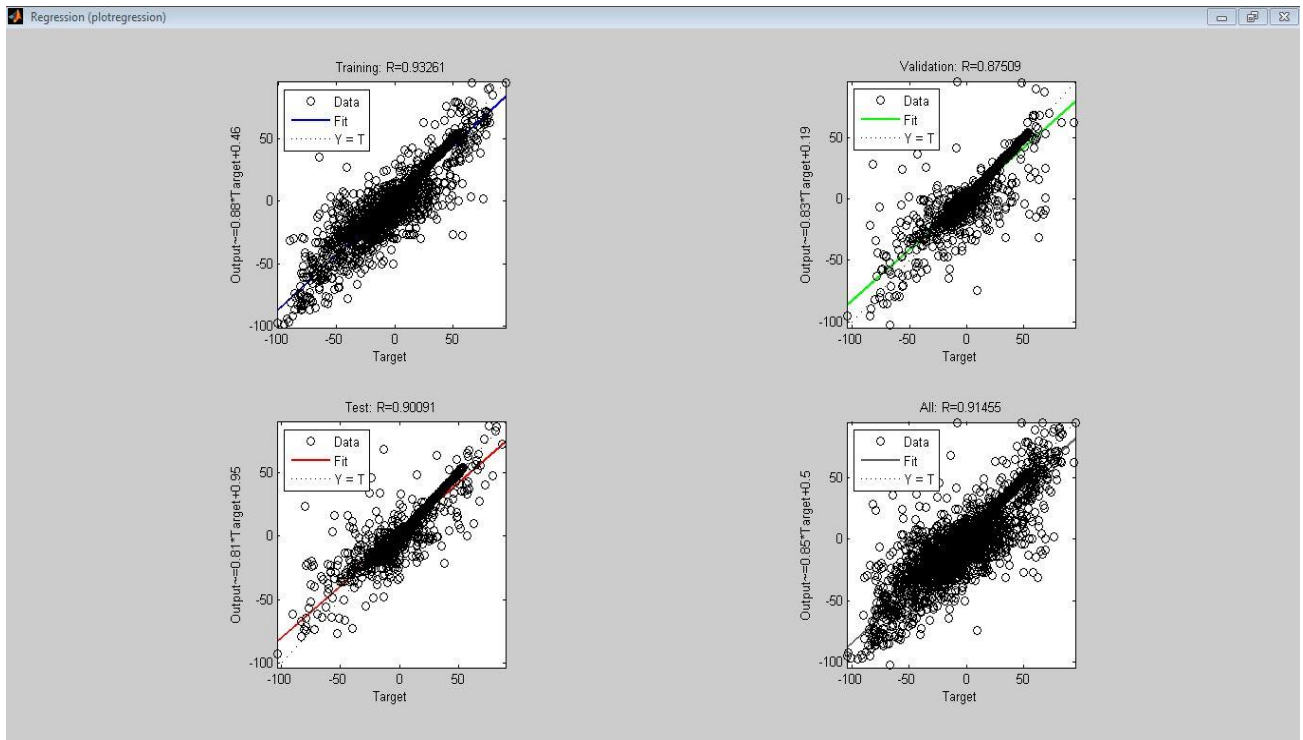 Regression (plotregression)
Training: R=0.93261
Data
Fit
Y = T
Output~=0.88*Target+0.46
50
0
-50
-100
-100 -50 0 50
Target
Validation: R=0.87509
Data
Fit
Y = T
Output~=0.83*Target+0.19
50
0
-50
-100
-100 -50 0 50
Target
Test: R=0.90091
Data
Fit
Y = T
Output~=0.81*Target+0.95
50
0
-50
-100
-100 -50 0 50
Target
All: R=0.91455
Data
Fit
Y = T
Output~=0.85*Target+0.5
50
0
-50
-100
-100 -50 0 50
Target